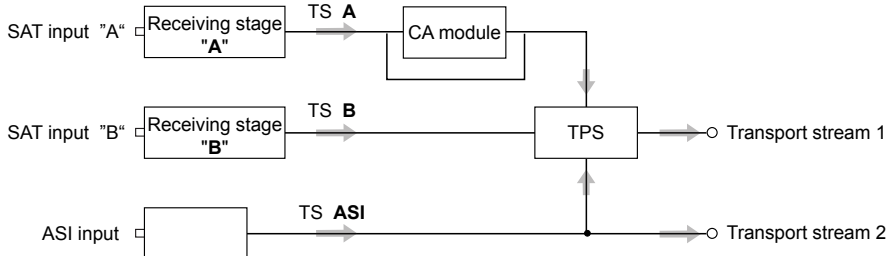 TS A
SAT input ”A“
Receiving stage
"A"
CA module
TS B
SAT input ”B“
Receiving stage
"B"
TPS
Transport stream 1
TS ASI
ASI input
Transport stream 2